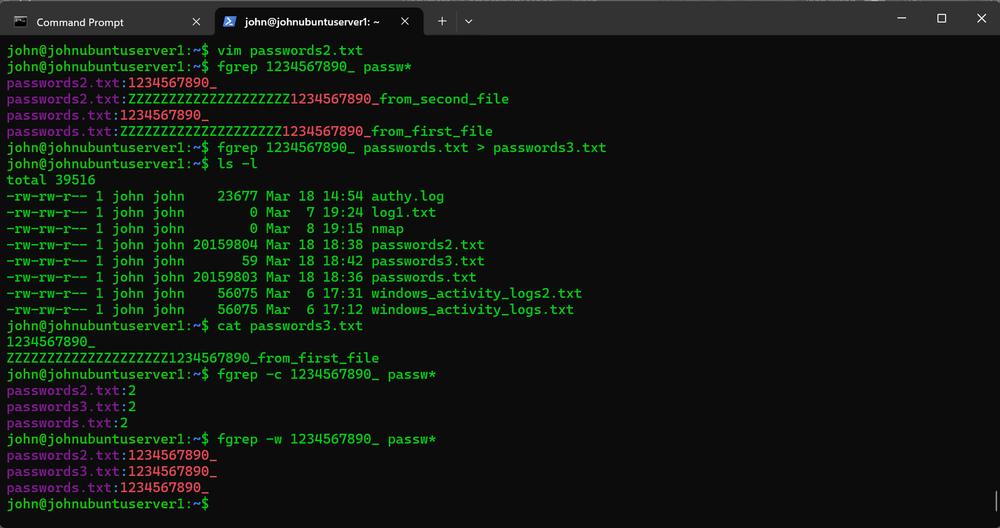 Command Prompt
john@johnubuntuserver1: ~
john@johnubuntuserver1:~$ vim passwords2.txt
john@johnubuntuserver1:~$ fgrep 1234567890_ passw*
passwords2.txt:1234567890_
passwords2.txt:ZZZZZZZZZZZZZZZZZZZZ1234567890_from_second_file
passwords.txt:1234567890_
passwords.txt:ZZZZZZZZZZZZZZZZZZZZ1234567890_from_first_file
john@johnubuntuserver1:~$ fgrep 1234567890_ passwords.txt > passwords3.txt
john@johnubuntuserver1:~$ ls -l
total 39516
-rw-rw-r-- 1 john john    23677 Mar 18 14:54 authy.log
-rw-rw-r-- 1 john john        0 Mar  7 19:24 log1.txt
-rw-rw-r-- 1 john john        0 Mar  8 19:15 nmap
-rw-rw-r-- 1 john john 20159804 Mar 18 18:38 passwords2.txt
-rw-rw-r-- 1 john john       59 Mar 18 18:42 passwords3.txt
-rw-rw-r-- 1 john john 20159803 Mar 18 18:36 passwords.txt
-rw-rw-r-- 1 john john    56075 Mar  6 17:31 windows_activity_logs2.txt
-rw-rw-r-- 1 john john    56075 Mar  6 17:12 windows_activity_logs.txt
john@johnubuntuserver1:~$ cat passwords3.txt
1234567890_
ZZZZZZZZZZZZZZZZZZZZ1234567890_from_first_file
john@johnubuntuserver1:~$ fgrep -c 1234567890_ passw*
passwords2.txt:2
passwords3.txt:2
passwords.txt:2
john@johnubuntuserver1:~$ fgrep -w 1234567890_ passw*
passwords2.txt:1234567890_
passwords3.txt:1234567890_
passwords.txt:1234567890_
john@johnubuntuserver1:~$